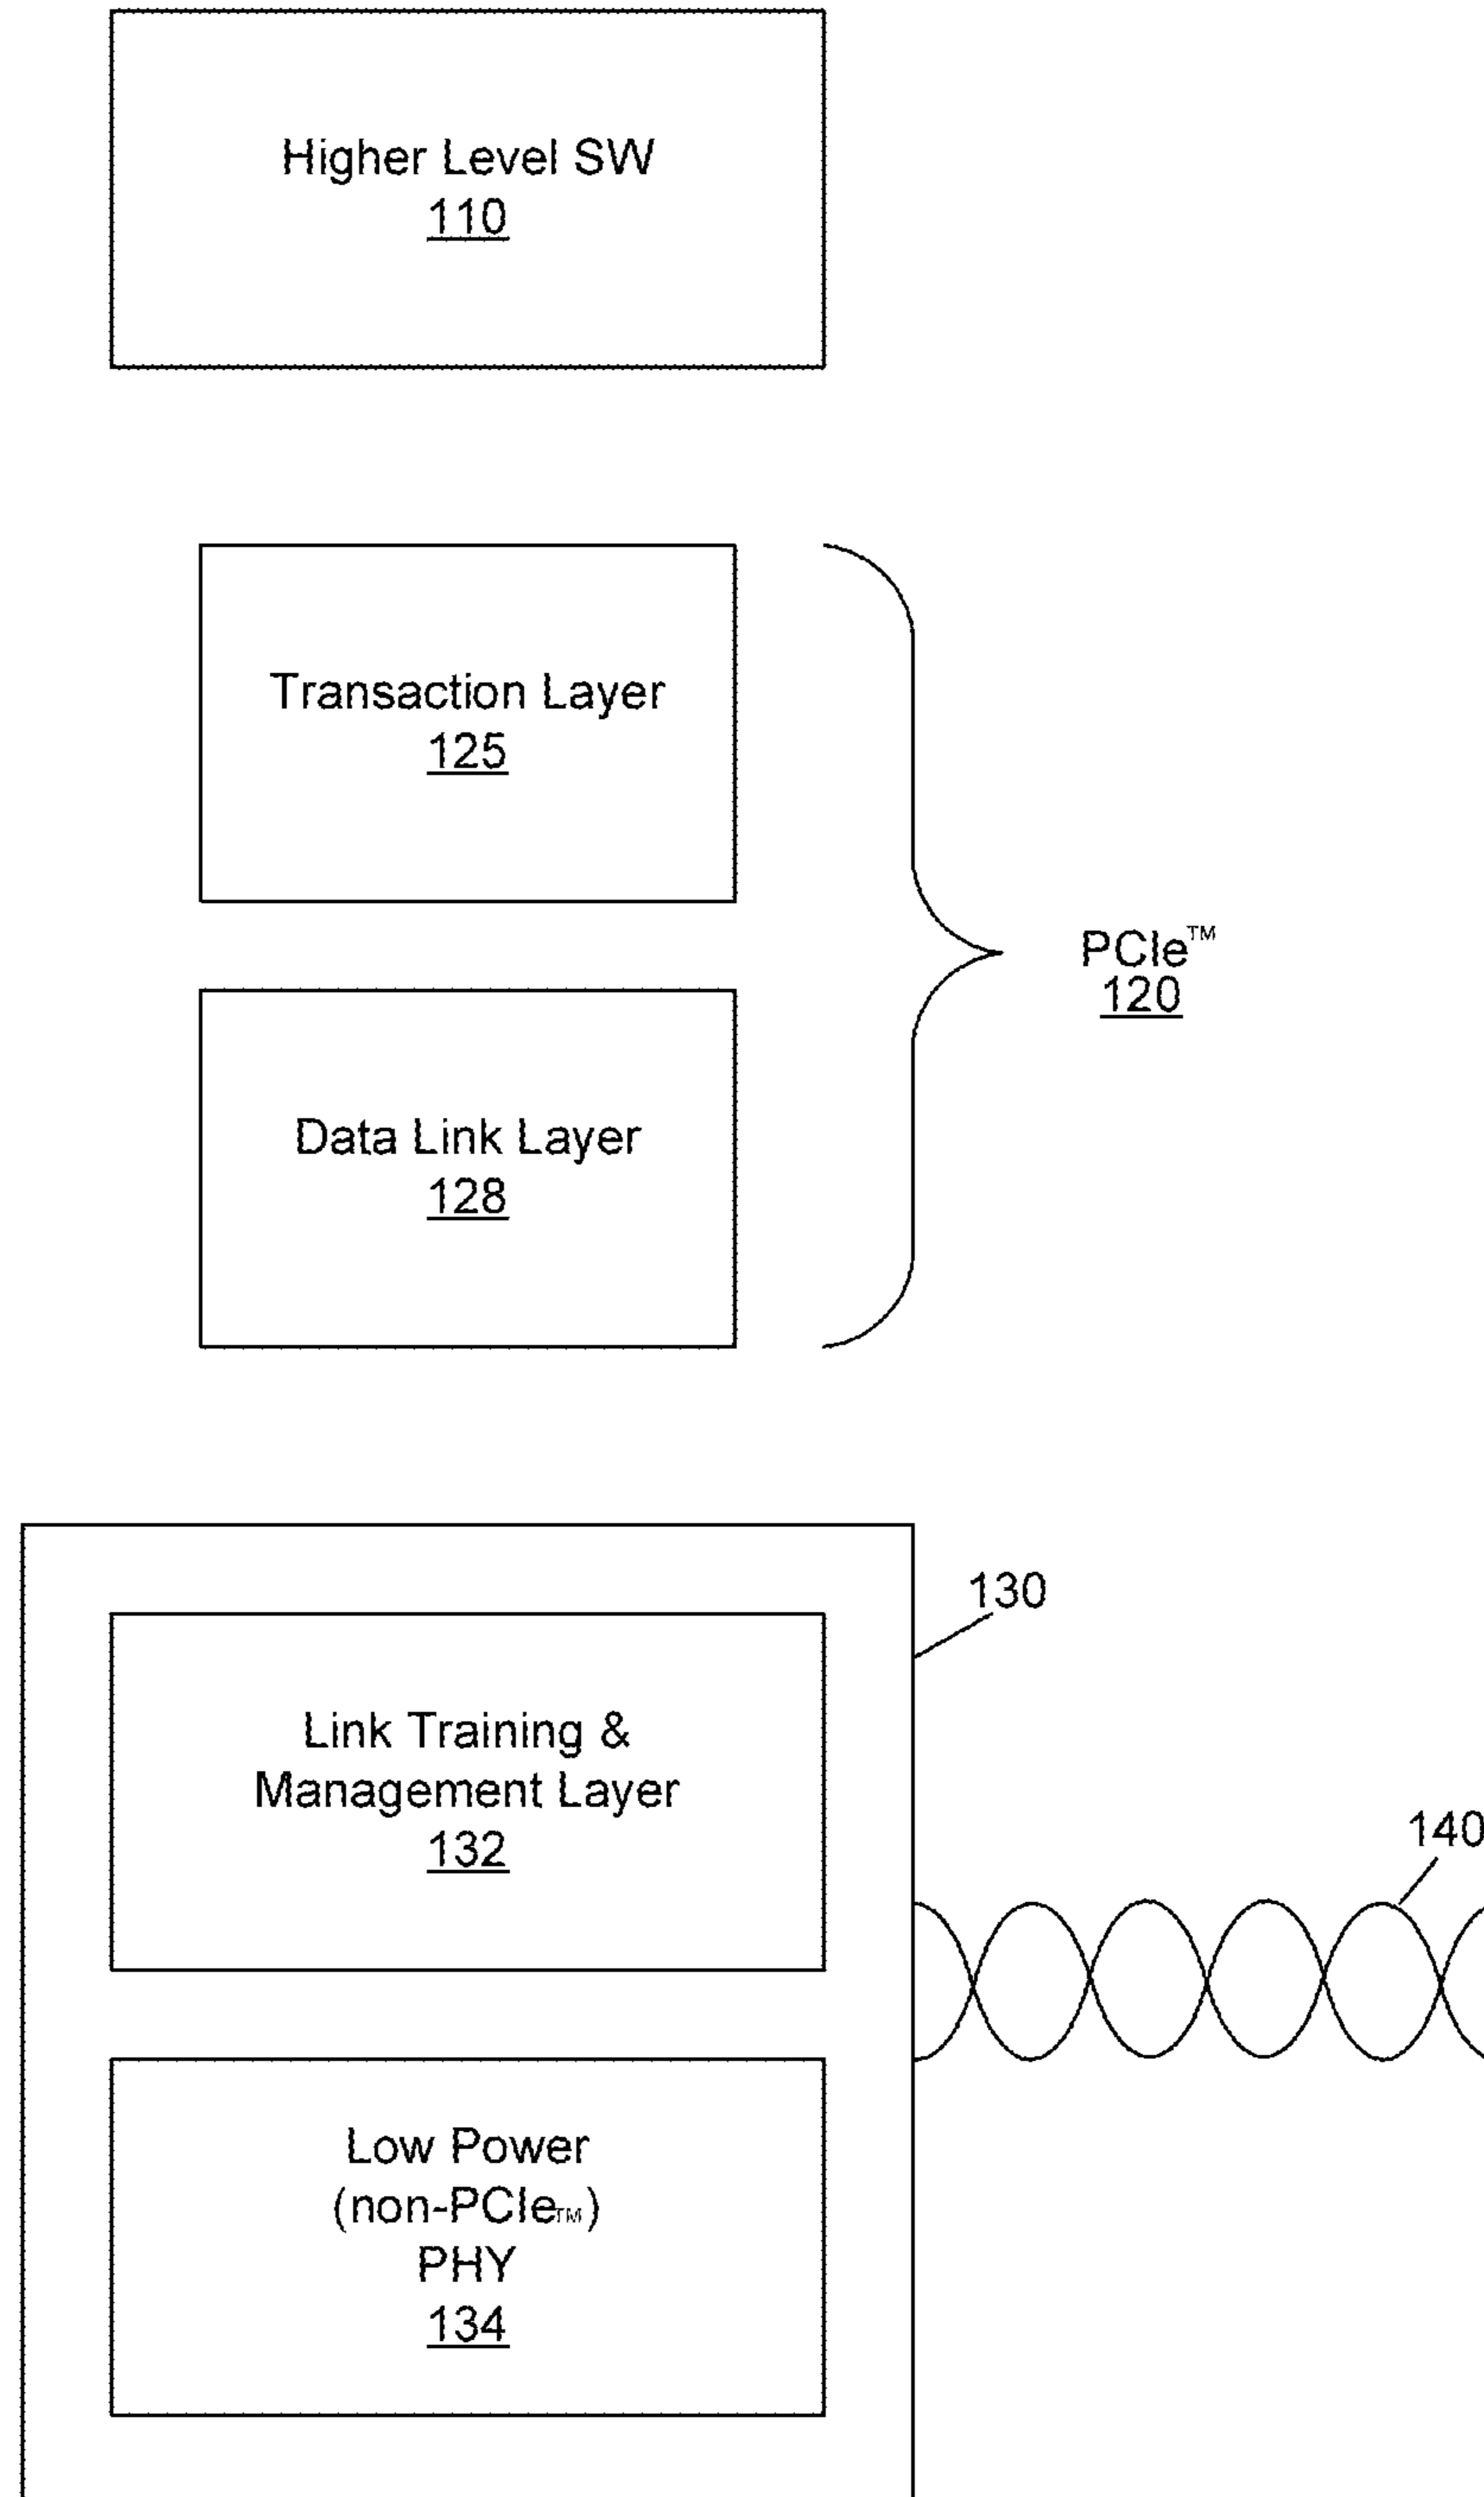 Higher Level SW
110
Transaction Layer
125
PCIe™
120
Data Link Layer
128
130
Link Training &
Management Layer
132
140
Low Power
(non-PCIe™)
PHY
134